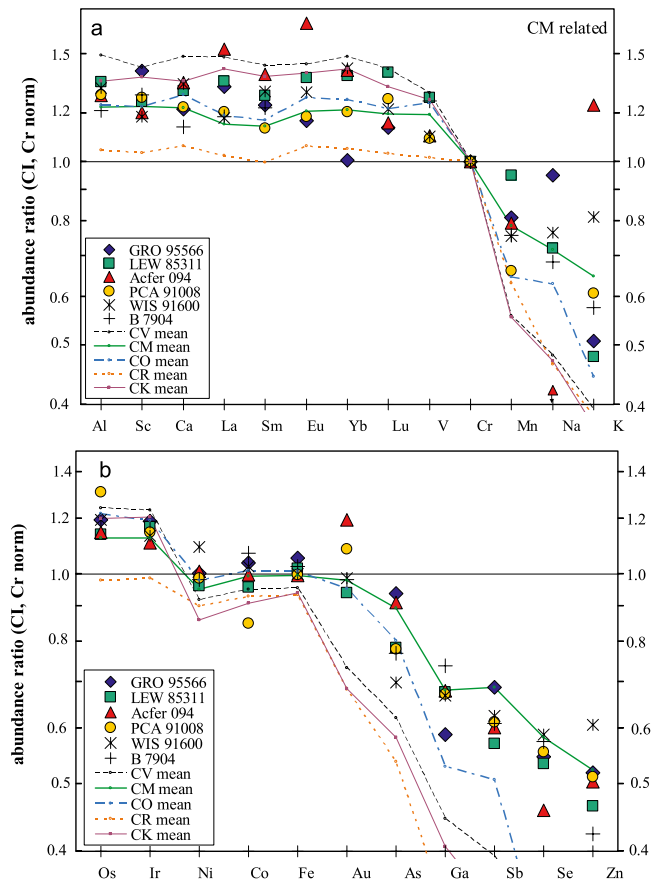 a
CM related
abundance ratio (CI, Cr norm)
1.5 1.5
1.2 1.2
1.0 1.0
0.8 0.8
0.6 0.6
0.5 0.5
0.4 0.4
GRO 95566
LEW 85311
Acfer 094
PCA 91008
WIS 91600
B 7904
CV mean
CM mean
CO mean
CR mean
CK mean
Al Sc Ca La Sm Eu Yb Lu V Cr Mn Na K
b
abundance ratio (CI, Cr norm)
1.4 1.4
1.2 1.2
1.0 1.0
0.8 0.8
0.6 0.6
0.5 0.5
0.4 0.4
GRO 95566
LEW 85311
Acfer 094
PCA 91008
WIS 91600
B 7904
CV mean
CM mean
CO mean
CR mean
CK mean
Os Ir Ni Co Fe Au As Ga Sb Se Zn